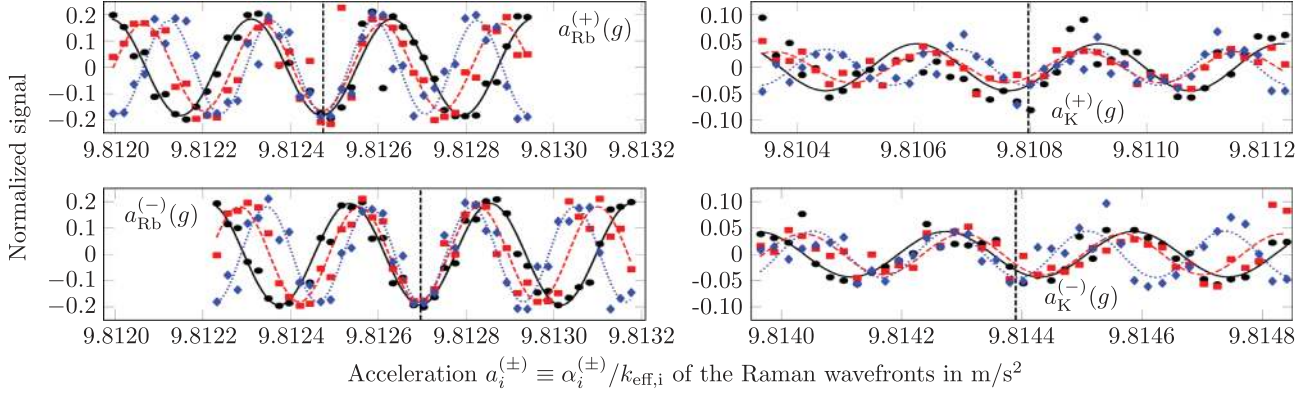 Normalized signal
0.2
0.1
0
−0.1
−0.2
a_Rb^(+)(g)
9.8120 9.8122 9.8124 9.8126 9.8128 9.8130 9.8132
0.10
0.05
0
-0.05
-0.10
a_K^(+)(g)
9.8104 9.8106 9.8108 9.8110 9.8112
0.2
0.1
0
−0.1
−0.2
a_Rb^(−)(g)
9.8120 9.8122 9.8124 9.8126 9.8128 9.8130 9.8132
0.10
0.05
0
-0.05
-0.10
a_K^(−)(g)
9.8140 9.8142 9.8144 9.8146 9.8148
Acceleration a_i^(±) ≡ α_i^(±)/k_eff,i of the Raman wavefronts in m/s²